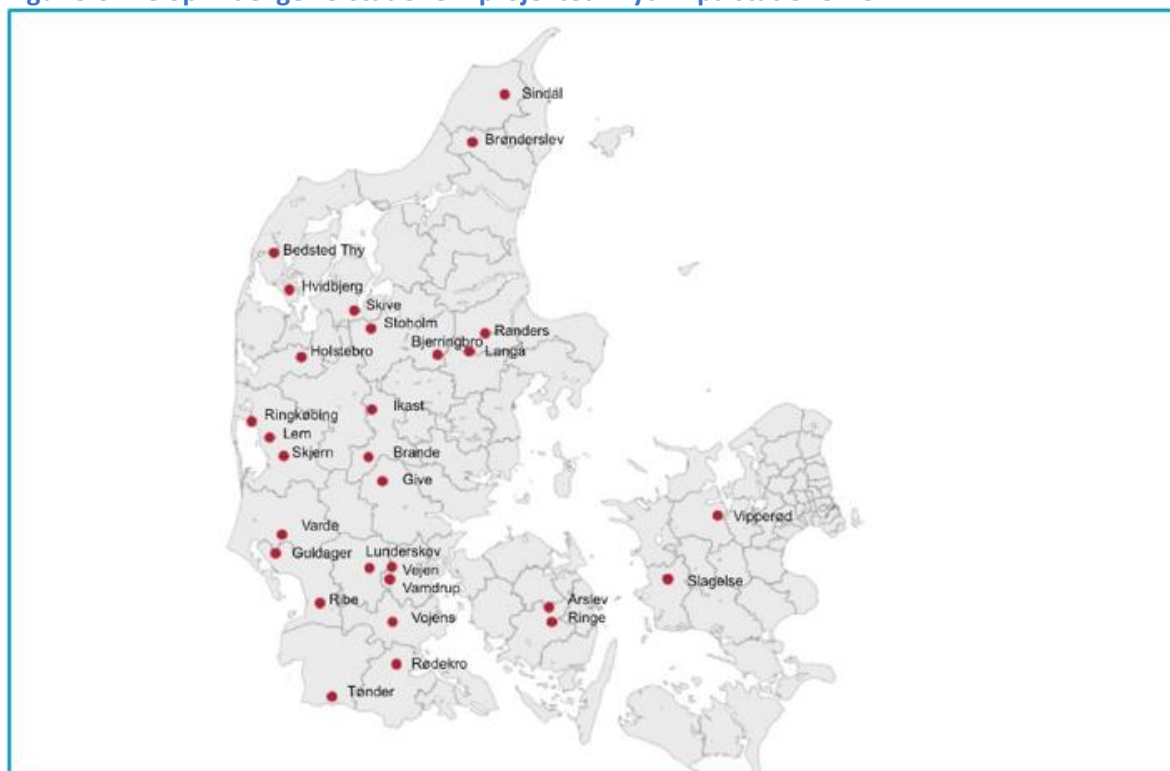 Sindal
Brønderslev
Bedsted Thy
Hvidbjerg
Skive
Stoholm
Randers
Bjerringbro
Langå
Holstebro
Ikast
Ringkøbing
Lem
Skjern
Brande
Give
Vipperød
Varde
Guldager
Lunderskov
Vejen
Vamdrup
Slagelse
Ribe
Årslev
Vojens
Ringe
Rødekro
Tønder